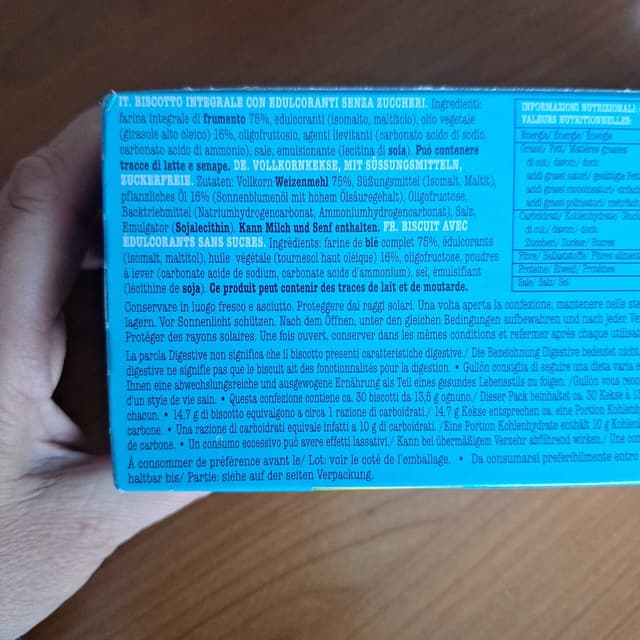 IT. BISCOTTO INTEGRALE CON EDULCORANTI SENZA ZUCCHERI. Ingredienti:
farina integrale di frumento 75%, edulcoranti (isomalto, maltitolo), olio vegetale
(girasole alto oleico) 16%, oligofruttosio, agenti lievitanti (carbonato acido di sodio,
carbonato acido di ammonio), sale, emulsionante (lecitina di soia). Può contenere
tracce di latte e senape. DE. VOLLKORNKEKSE, MIT SÜSSUNGSMITTELN,
ZUCKERFREIE. Zutaten: Vollkorn-Weizenmehl 75%, Süßungsmittel (Isomalt, Maltit),
pflanzliches Öl 16% (Sonnenblumenöl mit hohem Ölsäuregehalt), Oligofructose,
Backtriebmittel (Natriumhydrogencarbonat, Ammoniumhydrogencarbonat), Salz,
Emulgator (Sojalecithin). Kann Milch und Senf enthalten. FR. BISCUIT AVEC
ÉDULCORANTS SANS SUCRES. Ingrédients: farine de blé complet 75%, édulcorants
(isomalt, maltitol), huile végétale (tournesol haut oléique) 16%, oligofructose, poudres
à lever (carbonate acide de sodium, carbonate acide d'ammonium), sel, émulsifiant
(lécithine de soja). Ce produit peut contenir des traces de lait et de moutarde.
INFORMAZIONI NUTRIZIONALI
VALEURS NUTRITIONNELLES:
Energia/ Energie/ Énergie
Grassi/ Fett/ Matières grasses
di cui/ davon/ dont:
acidi grassi saturi/ gesättigte
acidi grassi monoinsaturi/
acidi grassi polinsaturi/
Carboidrati/ Kohlenhydrate/
di cui/ davon/ dont:
Zuccheri/ Zucker/ Sucres
Fibre/ Ballaststoffe/ Fibres
Proteine/ Eiweiß/ Protéines
Sale/ Salz/ Sel
Conservare in luogo fresco e asciutto. Proteggere dai raggi solari. Una volta aperta la confezione, mantenere nelle
lagern. Vor Sonnenlicht schützen. Nach dem Öffnen, unter den gleichen Bedingungen aufbewahren und nach jeder
Protéger des rayons solaires. Une fois ouvert, conserver dans les mêmes conditions et refermer après chaque
La parola Digestive non significa che il biscotto presenti caratteristiche digestive./ Die Bezeichnung Digestive bedeutet
digestive ne signifie pas que le biscuit ait des fonctionnalités pour la digestion. • Gullón consiglia di seguire una dieta varia
Ihnen eine abwechslungsreiche und ausgewogene Ernährung als Teil eines gesunden Lebensstils zu folgen. /Gullón vous
d'un style de vie sain. • Questa confezione contiene ca. 30 biscotti da 13,5 g ognuno./ Dieser Pack beinhaltet ca. 30 Kekse
chacun. • 14,7 g di biscotto equivalgono a circa 1 razione di carboidrati./ 14,7 g Kekse entsprechen ca. eine Portion
carbone. • Una razione di carboidrati equivale infatti a 10 g di carboidrati. /Eine Portion Kohlenhydrate enthält 10 g
de carbone. • Un consumo eccessivo può avere effetti lassativi./ Kann bei übermäßigem Verzehr abführend wirken./ Une
À consommer de préférence avant le/ Lot: voir le coté de l'emballage. • Da consumarsi preferibilmente entro
haltbar bis/ Partie: siehe auf der seiten Verpackung.